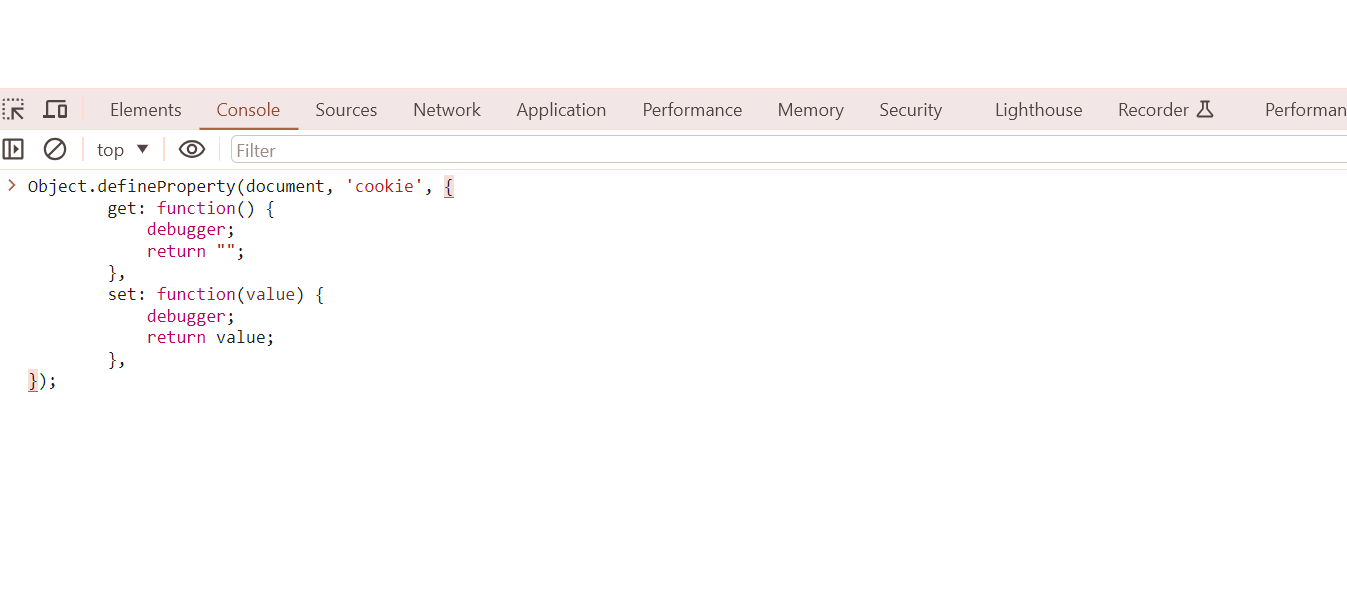 Elements Console Sources Network Application Performance Memory Security Lighthouse Recorder Performan
top Filter
> Object.defineProperty(document, 'cookie', {
        get: function() {
            debugger;
            return "";
        },
        set: function(value) {
            debugger;
            return value;
        },
});